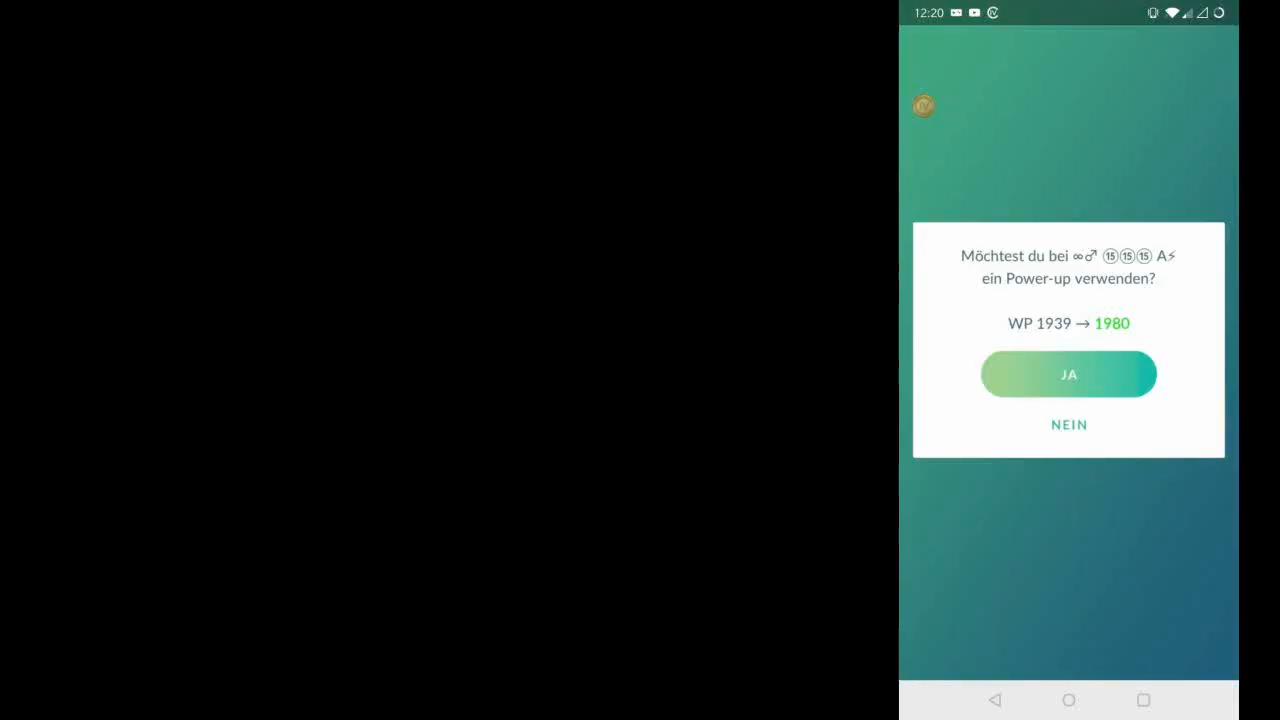 12:20
Möchtest du bei ∞♂ ⑮⑮⑮ A⚡
ein Power-up verwenden?
WP 1939 → 1980
JA
NEIN